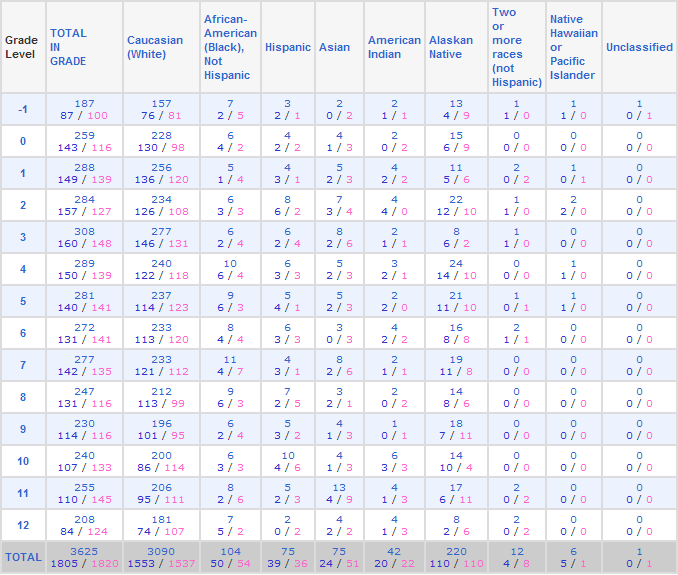 Grade Level TOTAL IN GRADE Caucasian (White) African-American (Black), Not Hispanic Hispanic Asian American Indian Alaskan Native Two or more races (not Hispanic) Native Hawaiian or Pacific Islander Unclassified
-1 187 157 7 3 2 2 13 1 1 1
87 / 100 76 / 81 2 / 5 2 / 1 0 / 2 1 / 1 4 / 9 1 / 0 1 / 0 0 / 1
0 259 228 6 4 4 2 15 0 0 0
143 / 116 130 / 98 4 / 2 2 / 2 1 / 3 0 / 2 6 / 9 0 / 0 0 / 0 0 / 0
1 288 256 5 4 5 4 11 2 1 0
149 / 139 136 / 120 1 / 4 3 / 1 2 / 3 2 / 2 5 / 6 0 / 2 0 / 1 0 / 0
2 284 234 6 8 7 4 22 1 2 0
157 / 127 126 / 108 3 / 3 6 / 2 3 / 4 4 / 0 12 / 10 1 / 0 2 / 0 0 / 0
3 308 277 6 6 8 2 8 1 0 0
160 / 148 146 / 131 2 / 4 2 / 4 2 / 6 1 / 1 6 / 2 1 / 0 0 / 0 0 / 0
4 289 240 10 6 5 3 24 0 1 0
150 / 139 122 / 118 6 / 4 3 / 3 2 / 3 2 / 1 14 / 10 0 / 0 1 / 0 0 / 0
5 281 237 9 5 5 2 21 1 1 0
140 / 141 114 / 123 6 / 3 4 / 1 2 / 3 2 / 0 11 / 10 0 / 1 1 / 0 0 / 0
6 272 233 8 6 3 4 16 2 0 0
131 / 141 113 / 120 4 / 4 3 / 3 0 / 3 2 / 2 8 / 8 1 / 1 0 / 0 0 / 0
7 277 233 11 4 8 2 19 0 0 0
142 / 135 121 / 112 4 / 7 3 / 1 2 / 6 1 / 1 11 / 8 0 / 0 0 / 0 0 / 0
8 247 212 9 7 3 2 14 0 0 0
131 / 116 113 / 99 6 / 3 2 / 5 2 / 1 0 / 2 8 / 6 0 / 0 0 / 0 0 / 0
9 230 196 6 5 4 1 18 0 0 0
114 / 116 101 / 95 2 / 4 3 / 2 1 / 3 0 / 1 7 / 11 0 / 0 0 / 0 0 / 0
10 240 200 6 10 4 6 14 0 0 0
107 / 133 86 / 114 3 / 3 4 / 6 1 / 3 3 / 3 10 / 4 0 / 0 0 / 0 0 / 0
11 255 206 8 5 13 4 17 2 0 0
110 / 145 95 / 111 2 / 6 2 / 3 4 / 9 1 / 3 6 / 11 0 / 2 0 / 0 0 / 0
12 208 181 7 2 4 4 8 2 0 0
84 / 124 74 / 107 5 / 2 0 / 2 2 / 2 1 / 3 2 / 6 0 / 2 0 / 0 0 / 0
TOTAL 3625 3090 104 75 75 42 220 12 6 1
1805 / 1820 1553 / 1537 50 / 54 39 / 36 24 / 51 20 / 22 110 / 110 4 / 8 5 / 1 0 / 1